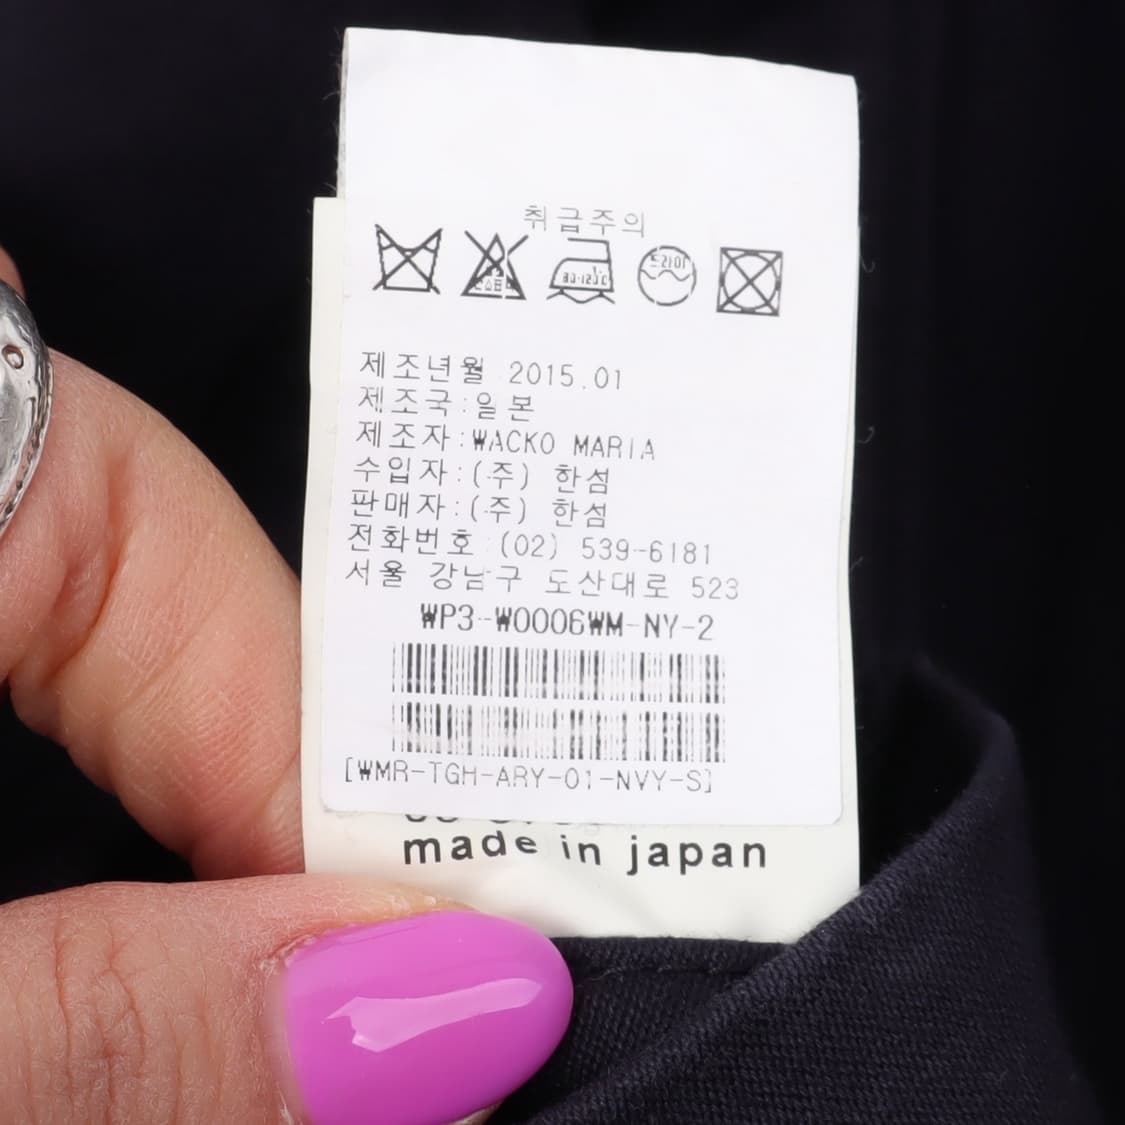 취급주의
드라이
80-120℃
제조년월 2015.01
제조국:일본
제조자:WACKO MARIA
수입자:(주) 한섬
판매자:(주) 한섬
전화번호:(02) 539-6181
서울 강남구 도산대로 523
WP3-W0006WM-NY-2
[WMR-TGH-ARY-01-NVY-S]
made in japan